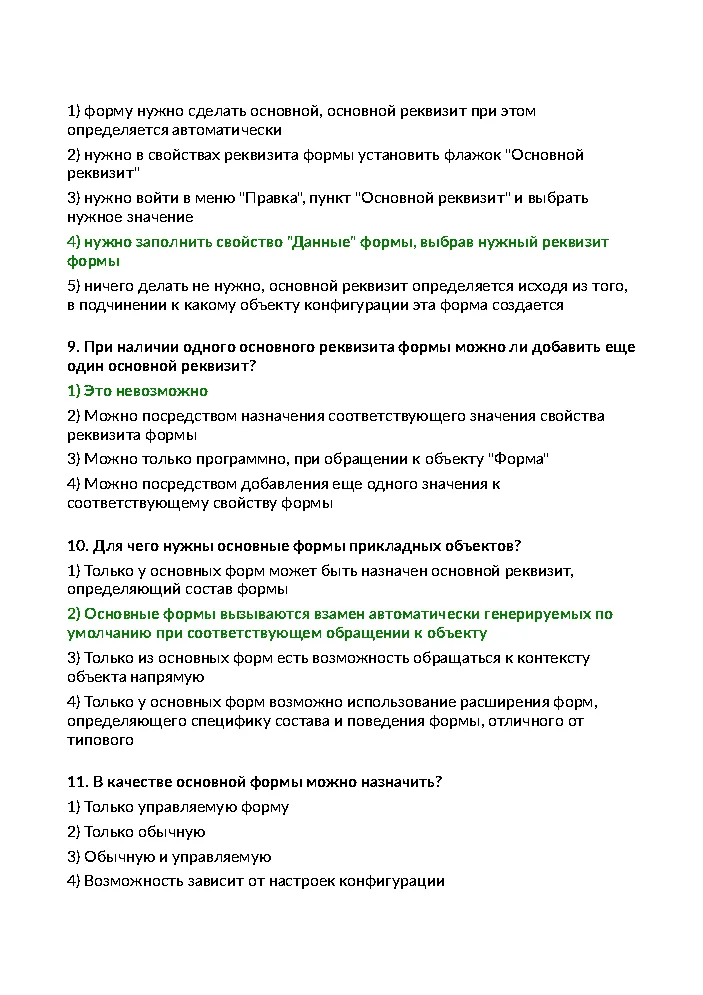 1) форму нужно сделать основной, основной реквизит при этом
определяется автоматически
2) нужно в свойствах реквизита формы установить флажок "Основной
реквизит"
3) нужно войти в меню "Правка", пункт "Основной реквизит" и выбрать
нужное значение
4) нужно заполнить свойство "Данные" формы, выбрав нужный реквизит
формы
5) ничего делать не нужно, основной реквизит определяется исходя из того,
в подчинении к какому объекту конфигурации эта форма создается
9. При наличии одного основного реквизита формы можно ли добавить еще
один основной реквизит?
1) Это невозможно
2) Можно посредством назначения соответствующего значения свойства
реквизита формы
3) Можно только программно, при обращении к объекту "Форма"
4) Можно посредством добавления еще одного значения к
соответствующему свойству формы
10. Для чего нужны основные формы прикладных объектов?
1) Только у основных форм может быть назначен основной реквизит,
определяющий состав формы
2) Основные формы вызываются взамен автоматически генерируемых по
умолчанию при соответствующем обращении к объекту
3) Только из основных форм есть возможность обращаться к контексту
объекта напрямую
4) Только у основных форм возможно использование расширения форм,
определяющего специфику состава и поведения формы, отличного от
типового
11. В качестве основной формы можно назначить?
1) Только управляемую форму
2) Только обычную
3) Обычную и управляемую
4) Возможность зависит от настроек конфигурации